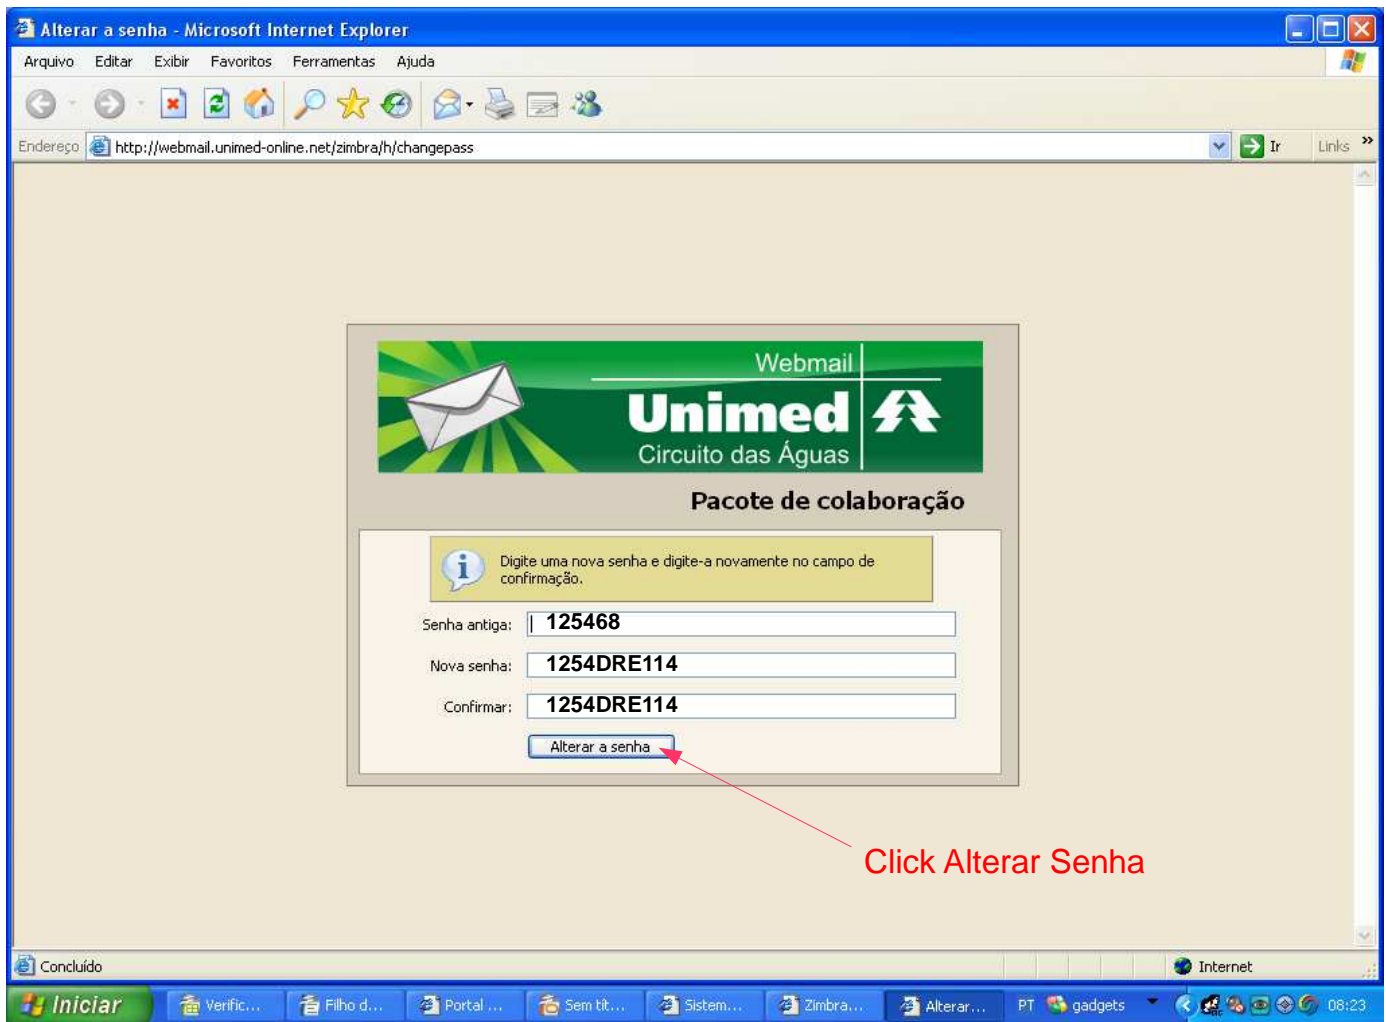 Alterar a senha - Microsoft Internet Explorer
Arquivo Editar Exibir Favoritos Ferramentas Ajuda
Endereço http://webmail.unimed-online.net/zimbra/h/changepass Ir Links »
Webmail
Unimed
Circuito das Águas
Pacote de colaboração
Digite uma nova senha e digite-a novamente no campo de
confirmação.
Senha antiga: 125468
Nova senha: 1254DRE114
Confirmar: 1254DRE114
Alterar a senha
Click Alterar Senha
Concluído Internet
Iniciar Verific... Filho d... Portal ... Sem tít... Sistem... Zimbra... Alterar... PT gadgets 08:23